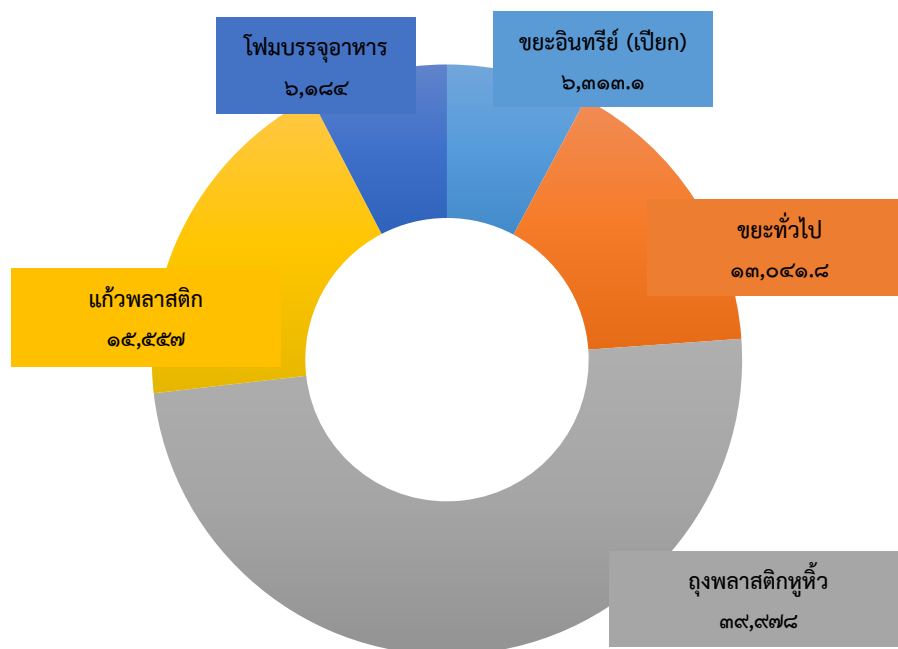 โฟมบรรจุอาหาร
๖,๑๘๔
ขยะอินทรีย์ (เปียก)
๖,๓๑๓.๑
ขยะทั่วไป
๑๓,๐๔๑.๘
แก้วพลาสติก
๑๕,๕๕๗
ถุงพลาสติกหูหิ้ว
๓๙,๙๗๘